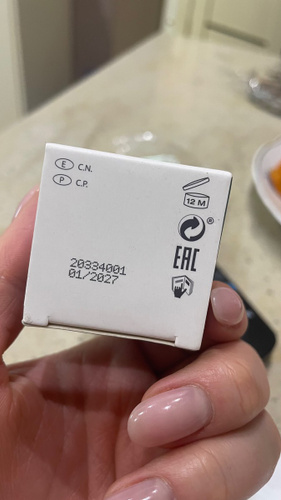 E C.N.
P C.P.
12 M
®
EAC
20334001
01/2027